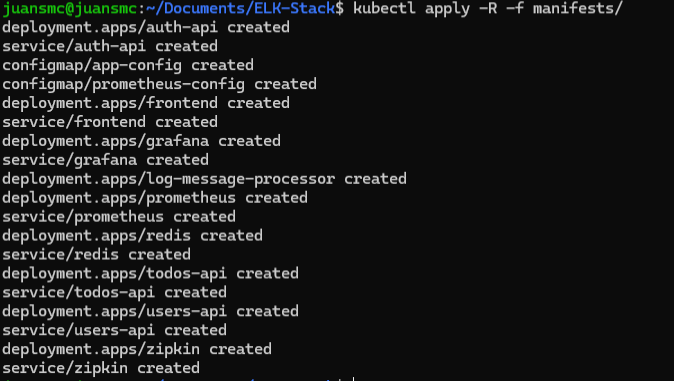 juansmc@juansmc:~/Documents/ELK-Stack$ kubectl apply -R -f manifests/
deployment.apps/auth-api created
service/auth-api created
configmap/app-config created
configmap/prometheus-config created
deployment.apps/frontend created
service/frontend created
deployment.apps/grafana created
service/grafana created
deployment.apps/log-message-processor created
deployment.apps/prometheus created
service/prometheus created
deployment.apps/redis created
service/redis created
deployment.apps/todos-api created
service/todos-api created
deployment.apps/users-api created
service/users-api created
deployment.apps/zipkin created
service/zipkin created